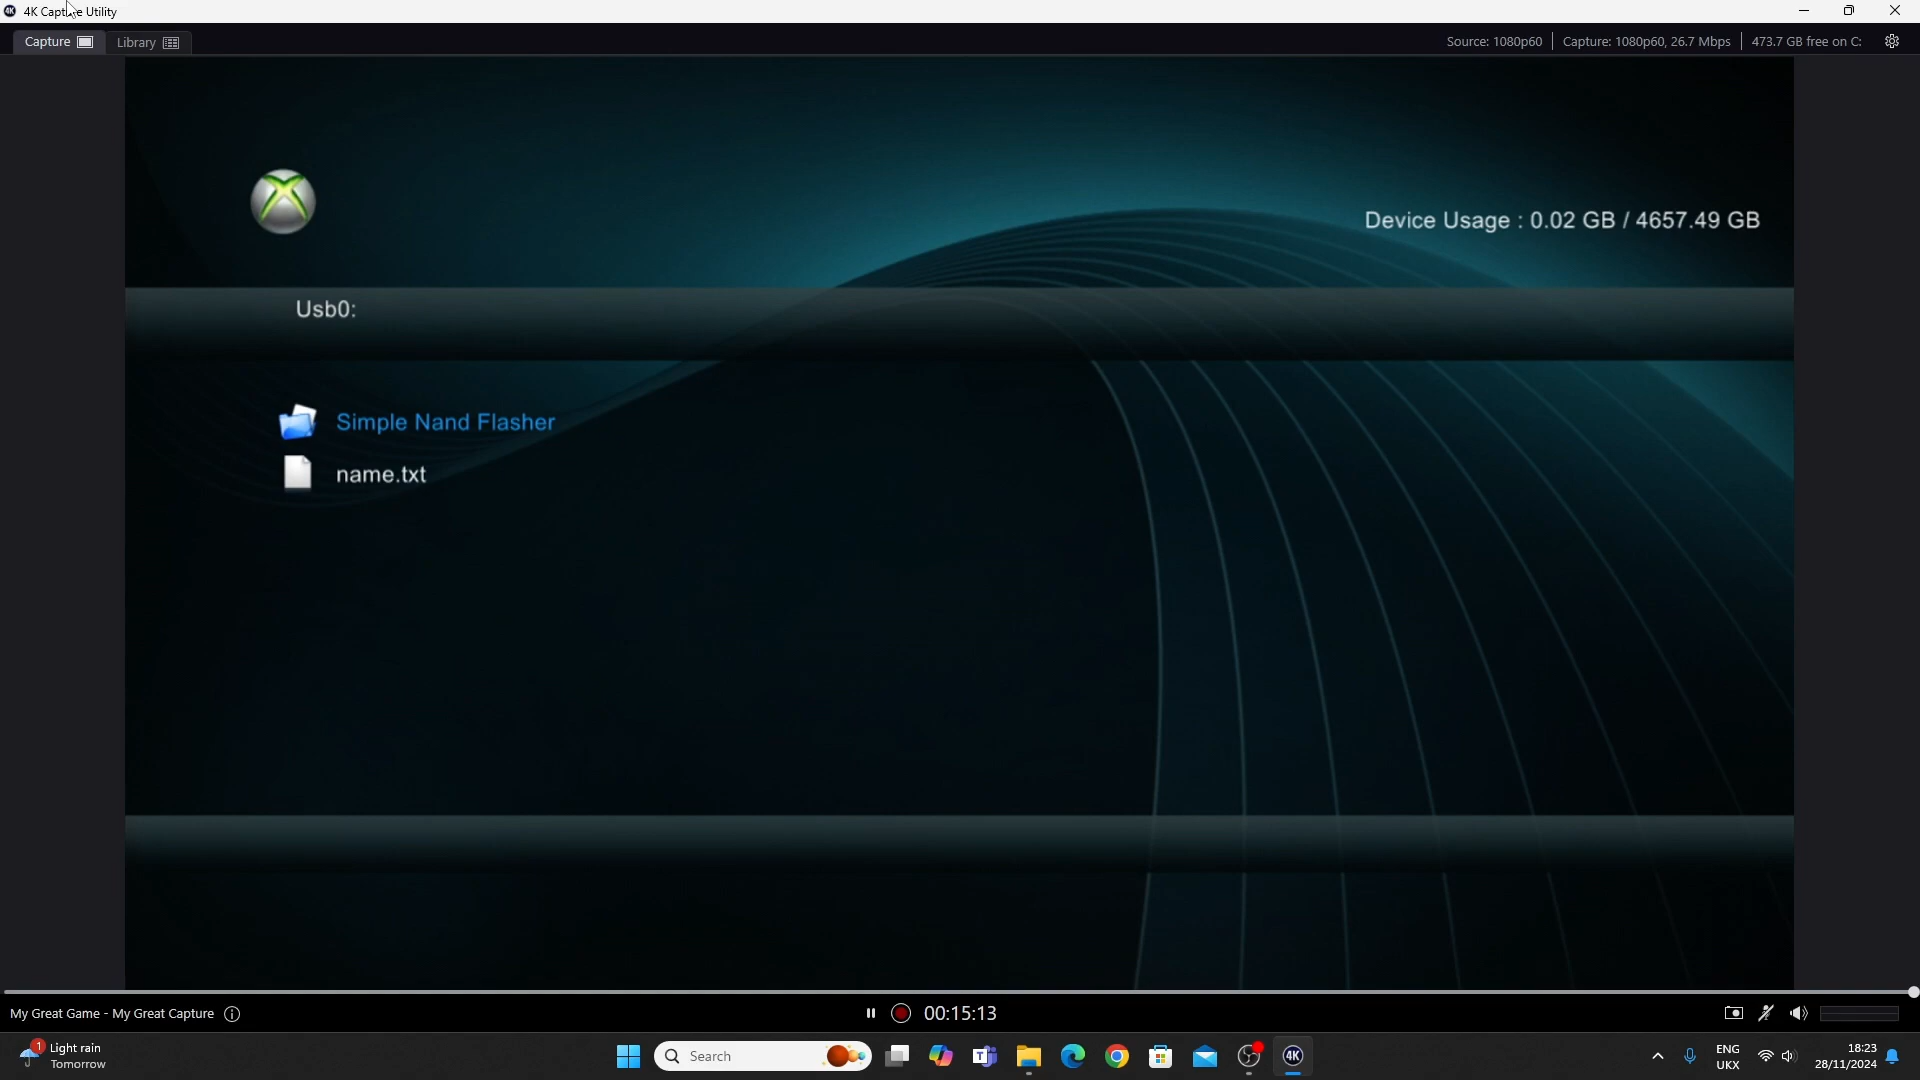 4K Capture Utility
Capture Library Source: 1080p60 Capture: 1080p60, 26.7 Mbps 473.7 GB free on C:
Device Usage : 0.02 GB / 4657.49 GB
Usb0:
Simple Nand Flasher
name.txt
My Great Game - My Great Capture 00:15:13
1 Light rain
Tomorrow
Search
4K
ENG
UKX
18:23
28/11/2024